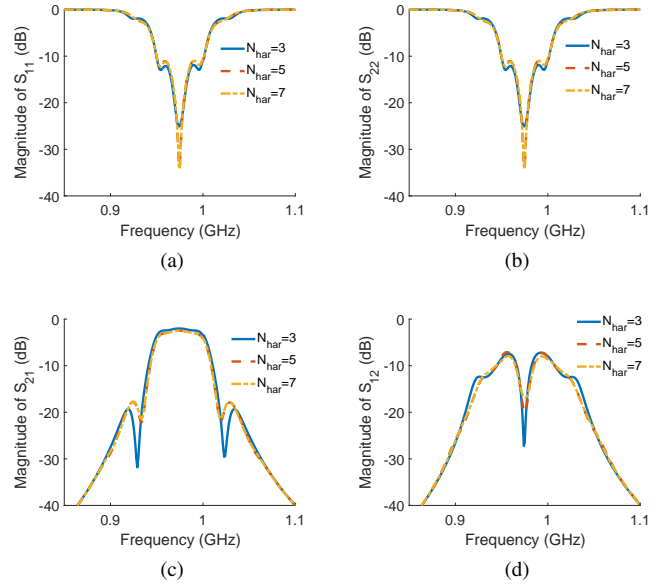 0
-10
-20
-30
-40
Magnitude of S11 (dB)
Nhar=3
Nhar=5
Nhar=7
0.9
1
1.1
Frequency (GHz)
(a)
0
-10
-20
-30
-40
Magnitude of S22 (dB)
Nhar=3
Nhar=5
Nhar=7
0.9
1
1.1
Frequency (GHz)
(b)
0
-10
-20
-30
-40
Magnitude of S21 (dB)
Nhar=3
Nhar=5
Nhar=7
0.9
1
1.1
Frequency (GHz)
(c)
0
-10
-20
-30
-40
Magnitude of S12 (dB)
Nhar=3
Nhar=5
Nhar=7
0.9
1
1.1
Frequency (GHz)
(d)